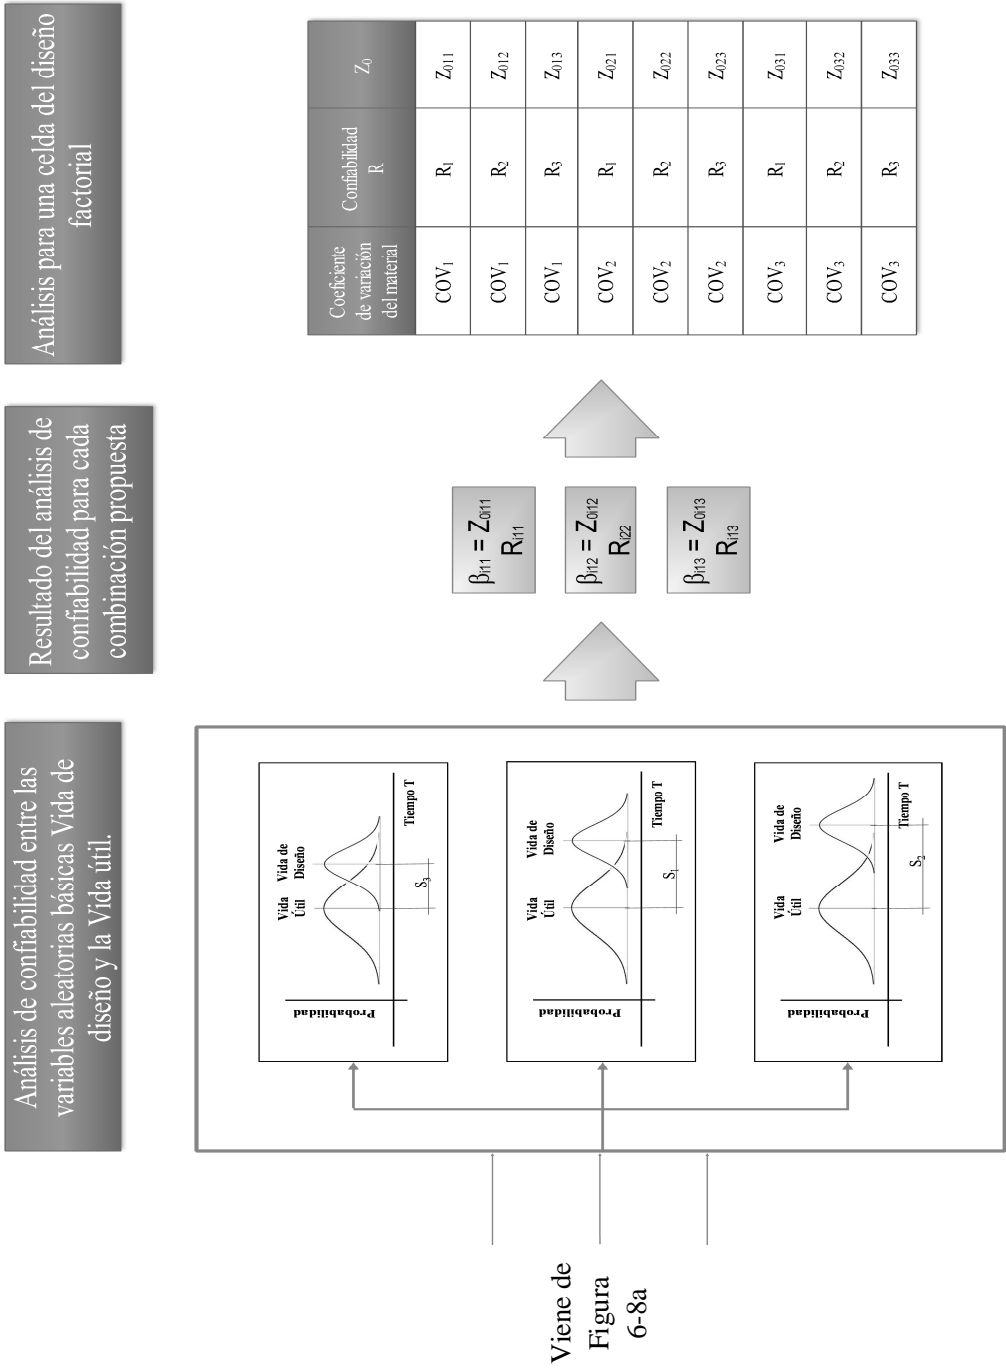 Análisis de confiabilidad entre las
variables aleatorias básicas Vida de
diseño y la Vida útil.
Resultado del análisis de
confiabilidad para cada
combinación propuesta
Análisis para una celda del diseño
factorial
Viene de
Figura
6-8a
Probabilidad
Vida
Útil
Vida de
Diseño
S₃
Tiempo T
Probabilidad
Vida
Útil
Vida de
Diseño
S₁
Tiempo T
Probabilidad
Vida
Útil
Vida de
Diseño
S₂
Tiempo T
βi11 = Z0i11
Ri11
βi12 = Z0i12
Ri22
βi13 = Z0i13
Ri13
Coeficiente
de variación
del material
Confiabilidad
R
Z₀
COV₁ R₁ Z₀₁₁
COV₁ R₂ Z₀₁₂
COV₁ R₃ Z₀₁₃
COV₂ R₁ Z₀₂₁
COV₂ R₂ Z₀₂₂
COV₂ R₃ Z₀₂₃
COV₃ R₁ Z₀₃₁
COV₃ R₂ Z₀₃₂
COV₃ R₃ Z₀₃₃